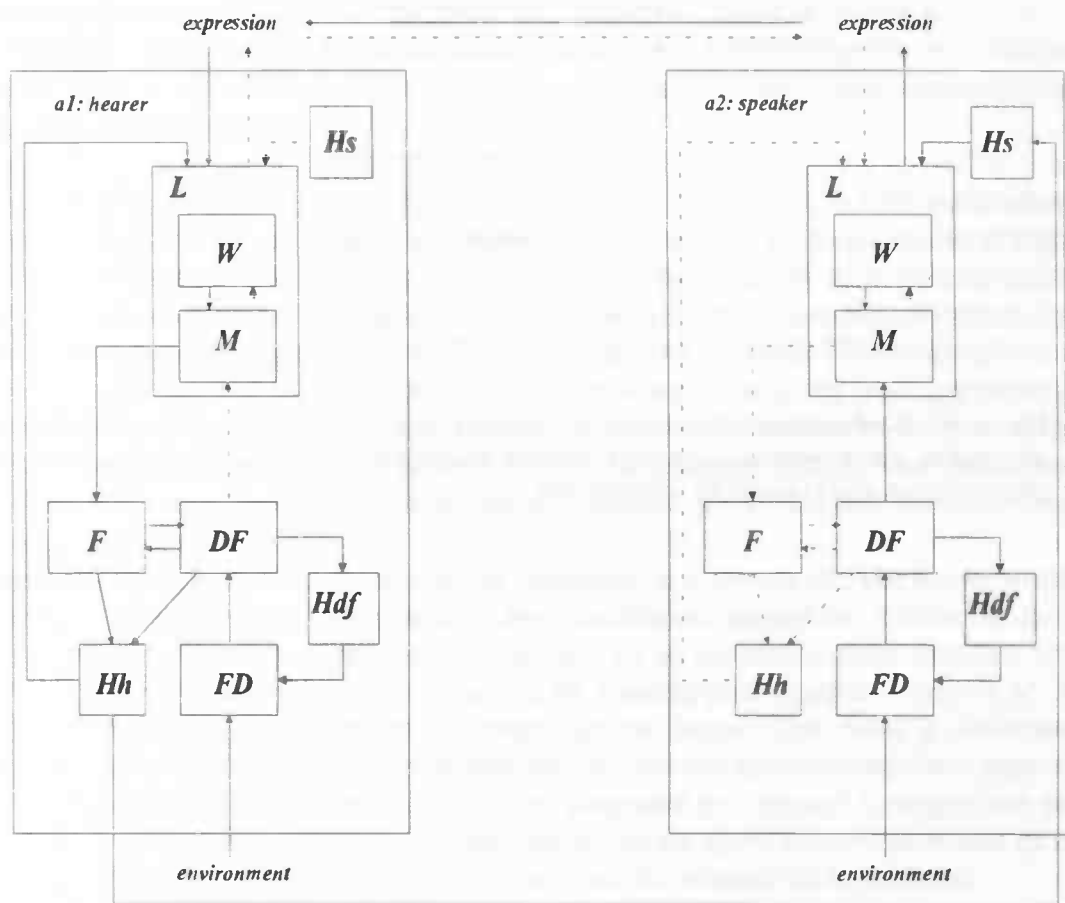 expression
expression
a1: hearer
a2: speaker
Hs
Hs
L
L
W
W
M
M
F
DF
F
DF
Hdf
Hdf
Hh
FD
Hh
FD
environment
environment